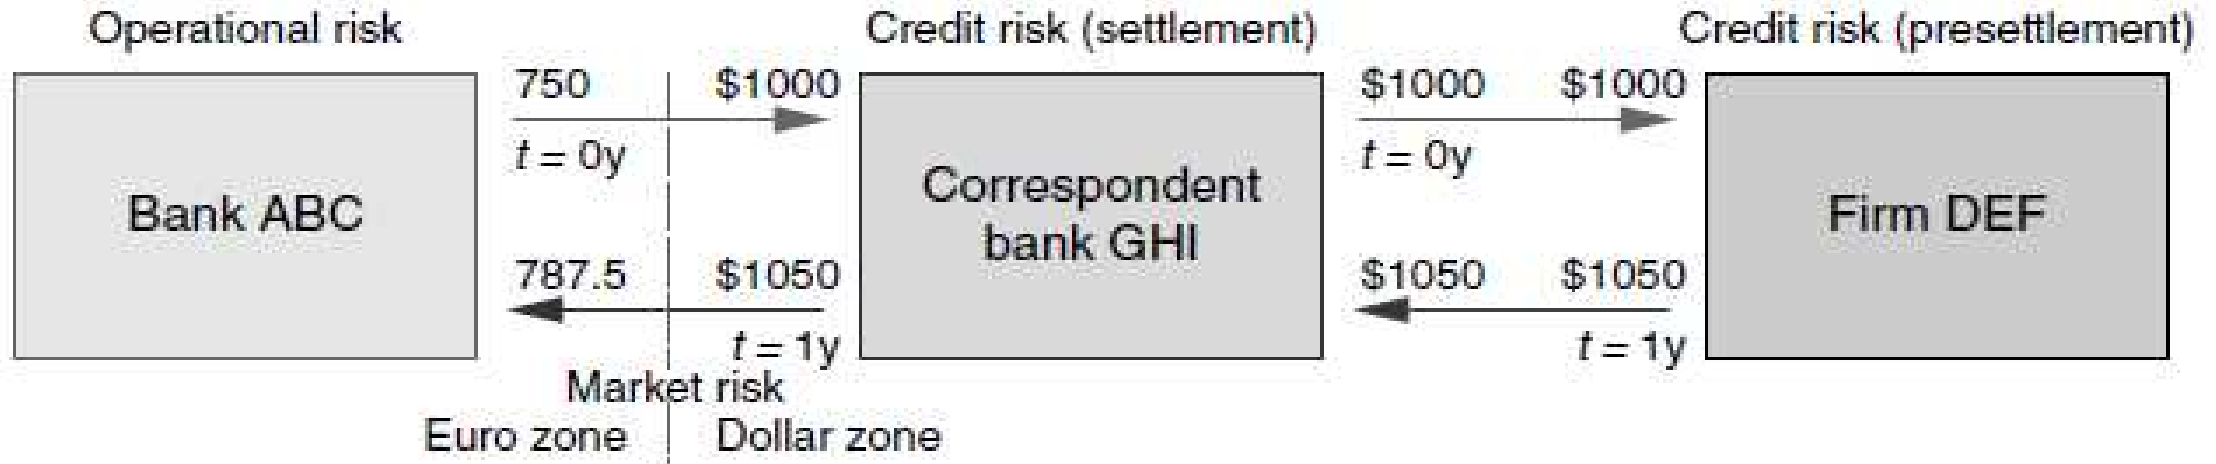 Operational risk
Credit risk (settlement)
Credit risk (presettlement)
750 $1000
$1000 $1000
t = 0y
t = 0y
Bank ABC
Correspondent
bank GHI
Firm DEF
787.5 $1050
$1050 $1050
t = 1y
t = 1y
Market risk
Euro zone
Dollar zone